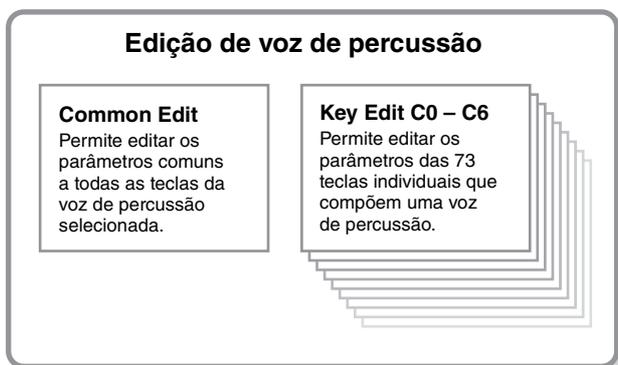 Edição de voz de percussão
Common Edit
Permite editar os
parâmetros comuns
a todas as teclas da
voz de percussão
selecionada.
Key Edit C0 – C6
Permite editar os
parâmetros das 73
teclas individuais que
compõem uma voz
de percussão.